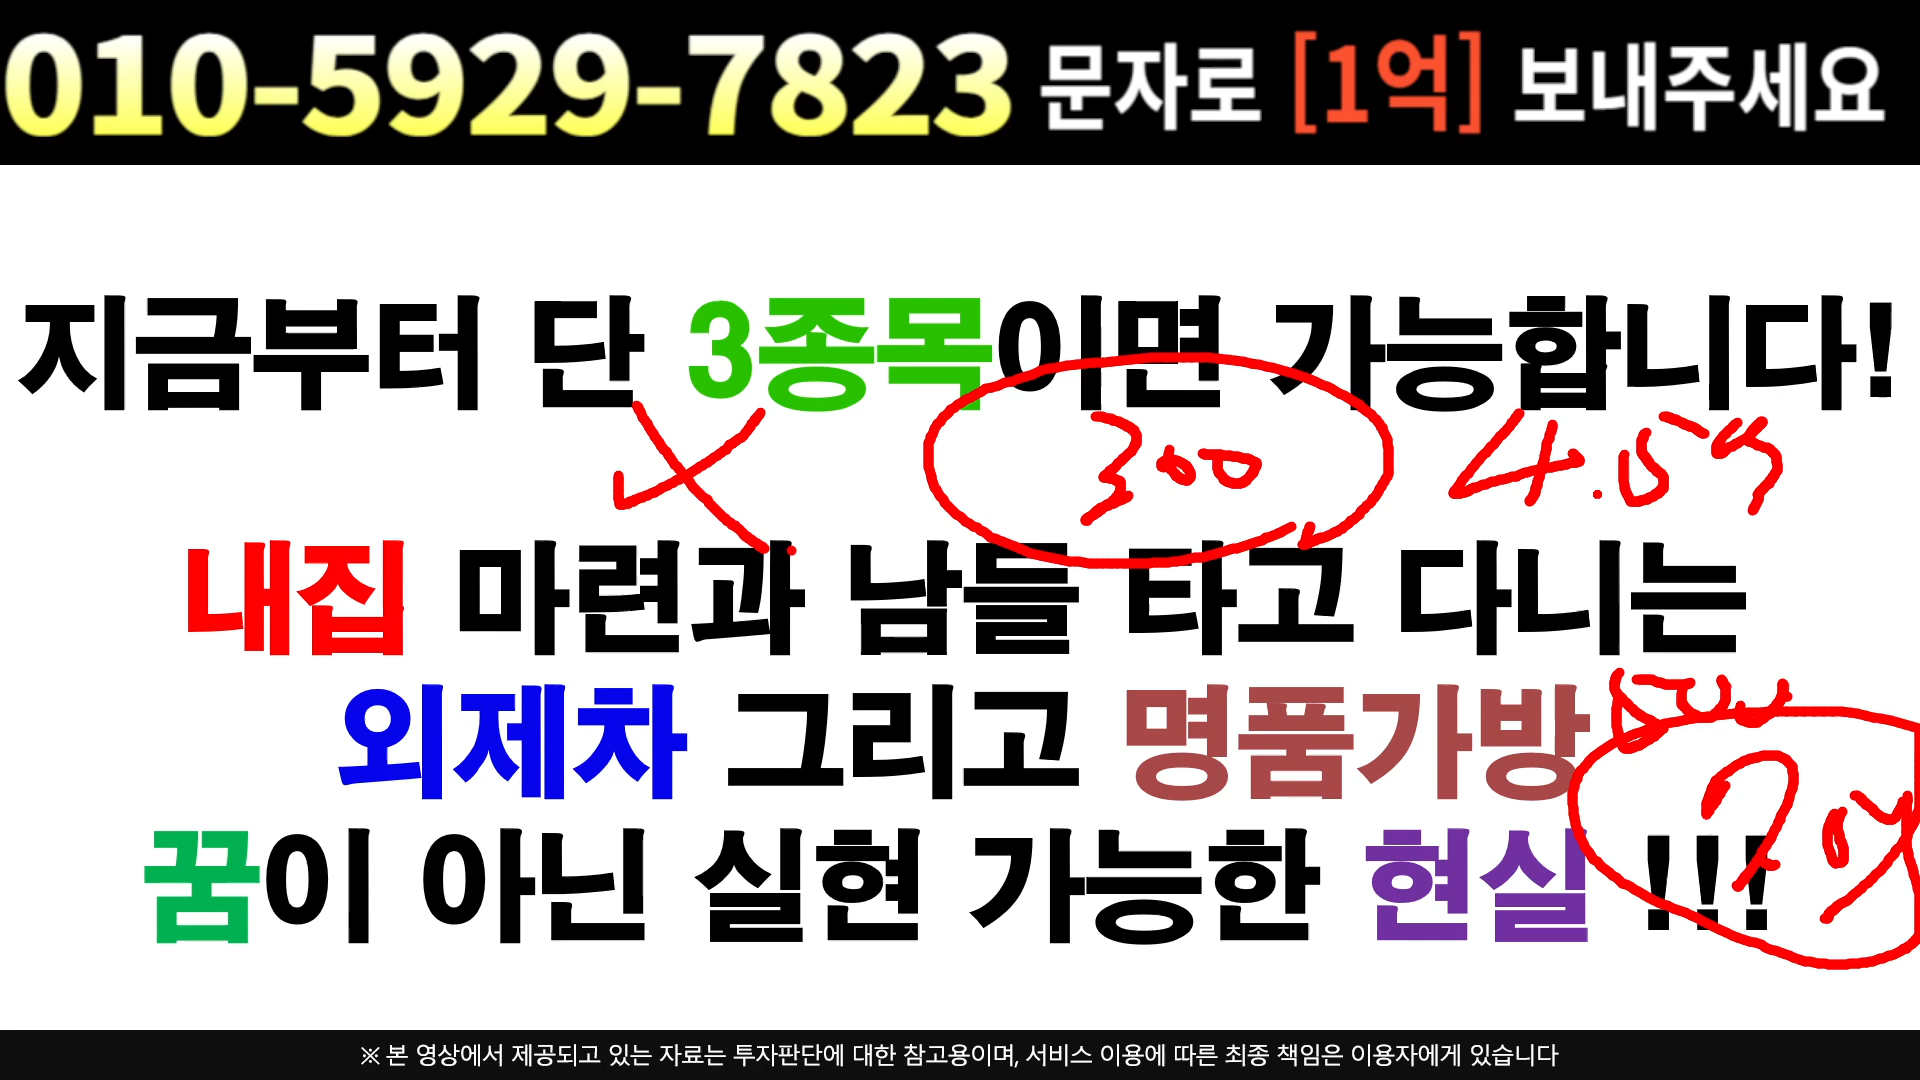 010-5929-7823 문자로 [1억] 보내주세요
지금부터 단 3종목이면 가능합니다!
300 4.5억
내집 마련과 남들 타고 다니는
외제차 그리고 명품가방
500
꿈이 아닌 실현 가능한 현실 !!!
※ 본 영상에서 제공되고 있는 자료는 투자판단에 대한 참고용이며, 서비스 이용에 따른 최종 책임은 이용자에게 있습니다